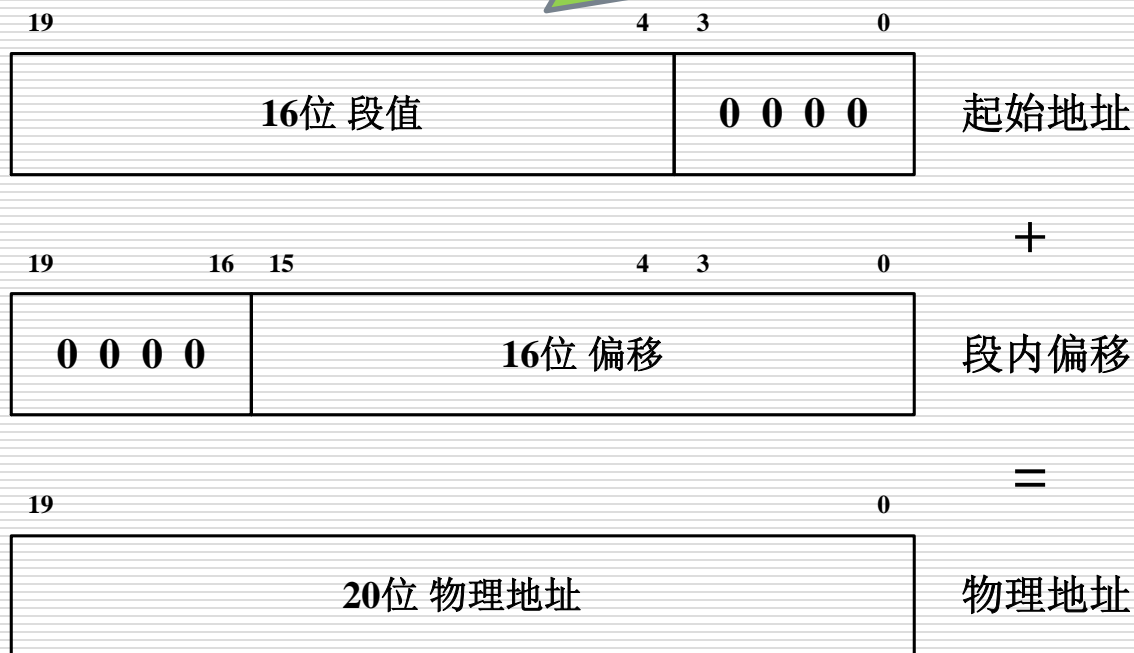 19 4 3 0
16位 段值 0 0 0 0 起始地址
+
19 16 15 4 3 0
0 0 0 0 16位 偏移 段内偏移
=
19 0
20位 物理地址 物理地址